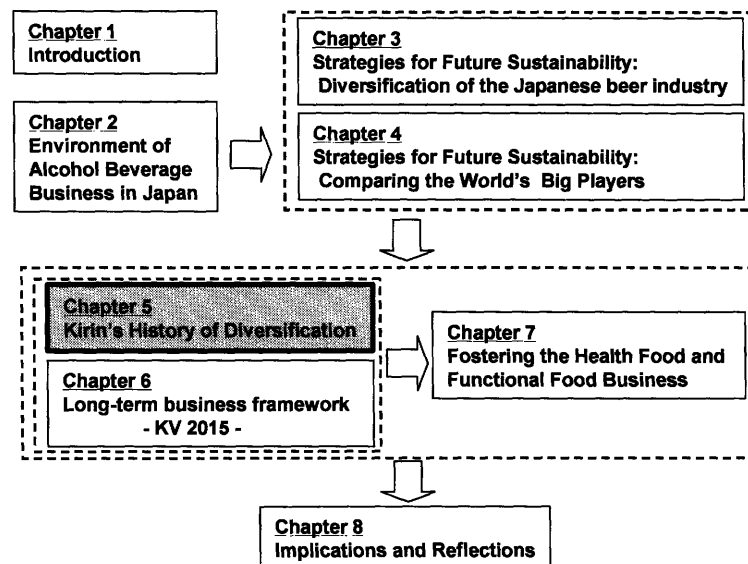 Chapter 1
Introduction
Chapter 2
Environment of
Alcohol Beverage
Business in Japan
Chapter 3
Strategies for Future Sustainability:
Diversification of the Japanese beer industry
Chapter 4
Strategies for Future Sustainability:
Comparing the World's Big Players
Chapter 5
Kirin's History of Diversification
Chapter 6
Long-term business framework
- KV 2015 -
Chapter 7
Fostering the Health Food and
Functional Food Business
Chapter 8
Implications and Reflections